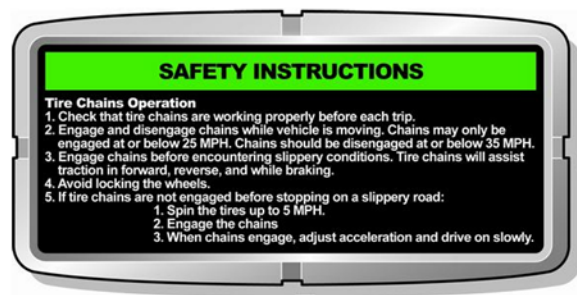 SAFETY INSTRUCTIONS
Tire Chains Operation
1. Check that tire chains are working properly before each trip.
2. Engage and disengage chains while vehicle is moving. Chains may only be
engaged at or below 25 MPH. Chains should be disengaged at or below 35 MPH.
3. Engage chains before encountering slippery conditions. Tire chains will assist
traction in forward, reverse, and while braking.
4. Avoid locking the wheels.
5. If tire chains are not engaged before stopping on a slippery road:
1. Spin the tires up to 5 MPH.
2. Engage the chains
3. When chains engage, adjust acceleration and drive on slowly.